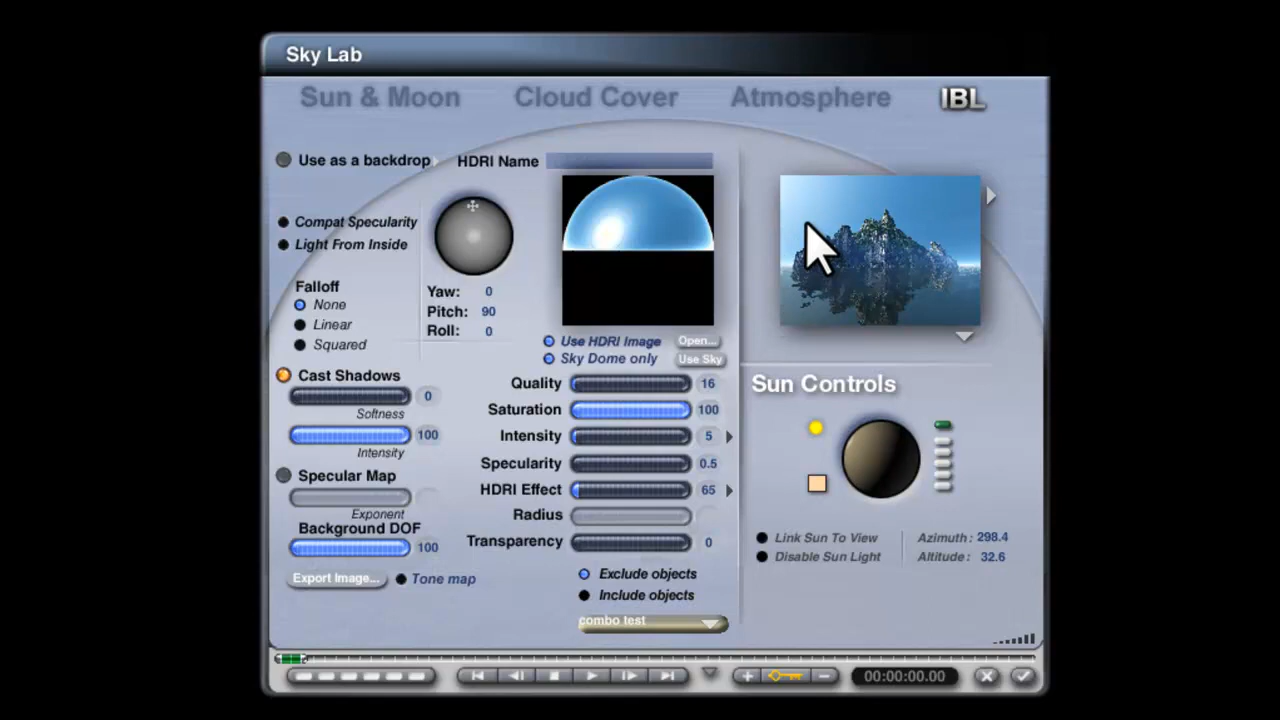 Sky Lab
Sun & Moon Cloud Cover Atmosphere IBL
Use as a backdrop HDRI Name
Compat Specularity
Light From Inside
Falloff
None
Linear
Squared
Yaw: 0
Pitch: 90
Roll: 0
Use HDRI Image Open...
Sky Dome only Use Sky
Cast Shadows
0
Softness
100
Intensity
Specular Map
Exponent
Background DOF
100
Export Image... Tone map
Quality 16
Saturation 100
Intensity 5
Specularity 0.5
HDRI Effect 65
Radius
Transparency 0
Exclude objects
Include objects
combo test
Sun Controls
Link Sun To View Azimuth: 298.4
Disable Sun Light Altitude: 32.6
00:00:00.00